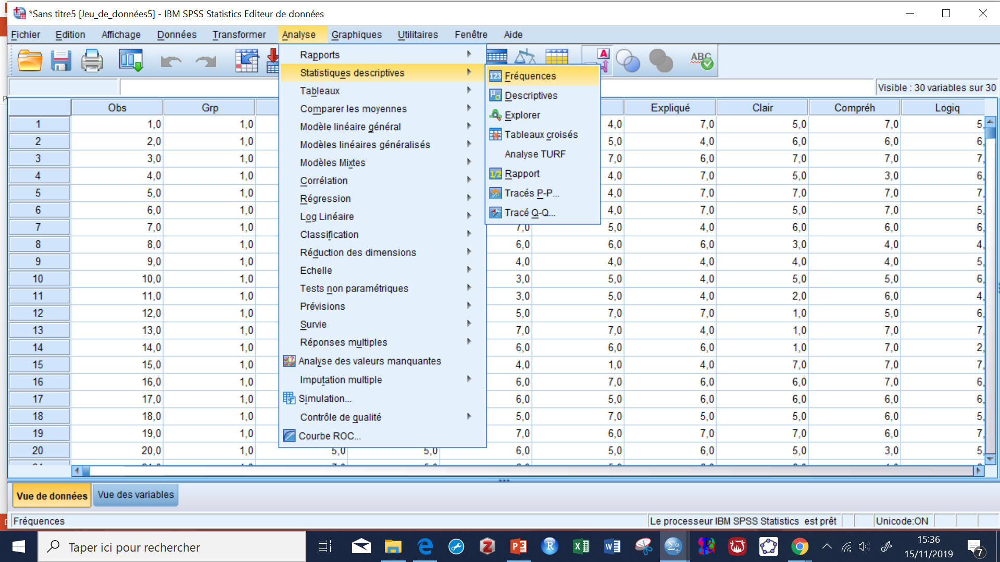 *Sans titre5 [Jeu_de_données5] - IBM SPSS Statistics Editeur de données
Fichier Edition Affichage Données Transformer Analyse Graphiques Utilitaires Fenêtre Aide
Visible : 30 variables sur 30
Rapports
Statistiques descriptives
Tableaux
Comparer les moyennes
Modèle linéaire général
Modèles linéaires généralisés
Modèles Mixtes
Corrélation
Régression
Log Linéaire
Classification
Réduction des dimensions
Echelle
Tests non paramétriques
Prévisions
Survie
Réponses multiples
Analyse des valeurs manquantes
Imputation multiple
Simulation...
Contrôle de qualité
Courbe ROC...
123 Fréquences
Descriptives
Explorer
Tableaux croisés
Analyse TURF
1/2 Rapport
Tracés P-P...
Tracé Q-Q...
A
ABC
Obs Grp Expliqué Clair Compréh Logiq
1 1,0 1,0 4,0 7,0 5,0 7,0 5,
2 2,0 1,0 5,0 4,0 6,0 6,0 6,
3 3,0 1,0 7,0 6,0 7,0 7,0 7,
4 4,0 1,0 4,0 7,0 5,0 3,0 6,
5 5,0 1,0 4,0 7,0 7,0 7,0 7,
6 6,0 1,0 4,0 7,0 5,0 7,0 5,
7 7,0 1,0 7,0 5,0 4,0 6,0 6,0 6,
8 8,0 1,0 6,0 6,0 6,0 3,0 4,0 4,
9 9,0 1,0 4,0 4,0 4,0 4,0 4,0 5,
10 10,0 1,0 3,0 5,0 4,0 5,0 5,0 6,
11 11,0 1,0 3,0 5,0 4,0 2,0 6,0 4,
12 12,0 1,0 5,0 7,0 7,0 1,0 5,0 6,
13 13,0 1,0 7,0 7,0 4,0 1,0 7,0 7,
14 14,0 1,0 6,0 6,0 6,0 1,0 7,0 2,
15 15,0 1,0 4,0 1,0 4,0 7,0 7,0 7,
16 16,0 1,0 6,0 7,0 6,0 6,0 7,0 6,
17 17,0 1,0 6,0 5,0 6,0 6,0 6,0 6,
18 18,0 1,0 5,0 7,0 5,0 5,0 6,0 5,
19 19,0 1,0 7,0 6,0 7,0 7,0 6,0 7,
20 20,0 1,0 5,0 5,0 6,0 5,0 6,0 5,0 3,0 5,
Vue de données Vue des variables
Fréquences
Le processeur IBM SPSS Statistics est prêt Unicode:ON
Taper ici pour rechercher
15:36
15/11/2019
7